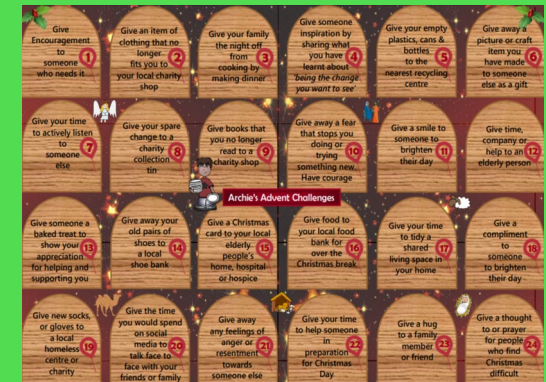 Give
Encouragement
to
someone
who needs it
1
Give an item of
clothing that no
longer
fits you to
your local charity
shop
2
Give your family
the night off
from
cooking by
making dinner
3
Give someone
inspiration by
sharing what
you have
learnt about
'being the change
you want to see'
4
Give your empty
plastics, cans &
bottles
to the
nearest recycling
centre
5
Give away a
picture or craft
item you
have made
to someone
else as a gift
6
Give your time
to actively listen
to
someone
else
7
Give your spare
change to a
charity
collection
tin
8
Give books that
you no longer
read to a
charity shop
9
Give away a fear
that stops you
doing or
trying
something new.
Have courage
10
Give a smile to
someone to
brighten
their day
11
Give time,
company or
help to an
elderly person
12
Archie's Advent Challenges
Give someone a
baked treat to
show your
appreciation
for helping and
supporting you
13
Give away your
old pairs of
shoes to
a local
shoe bank
14
Give a Christmas
card to your local
elderly
people's
home, hospital
or hospice
15
Give food to
your local food
bank for
over the
Christmas break
16
Give your time
to tidy a
shared
living space in
your home
17
Give a
compliment
to
someone
to brighten
their day
18
Give new socks,
or gloves to
a local
homeless
centre or
charity
19
Give the time
you would spend
on social
media to
talk face to
face with your
friends or family
20
Give away
any feelings of
anger or
resentment
towards
someone else
21
Give your time
to help someone
in
preparation
for Christmas
Day
22
Give a hug
to a family
member
or friend
23
Give a thought
to or prayer
for people
who find
Christmas
difficult
24